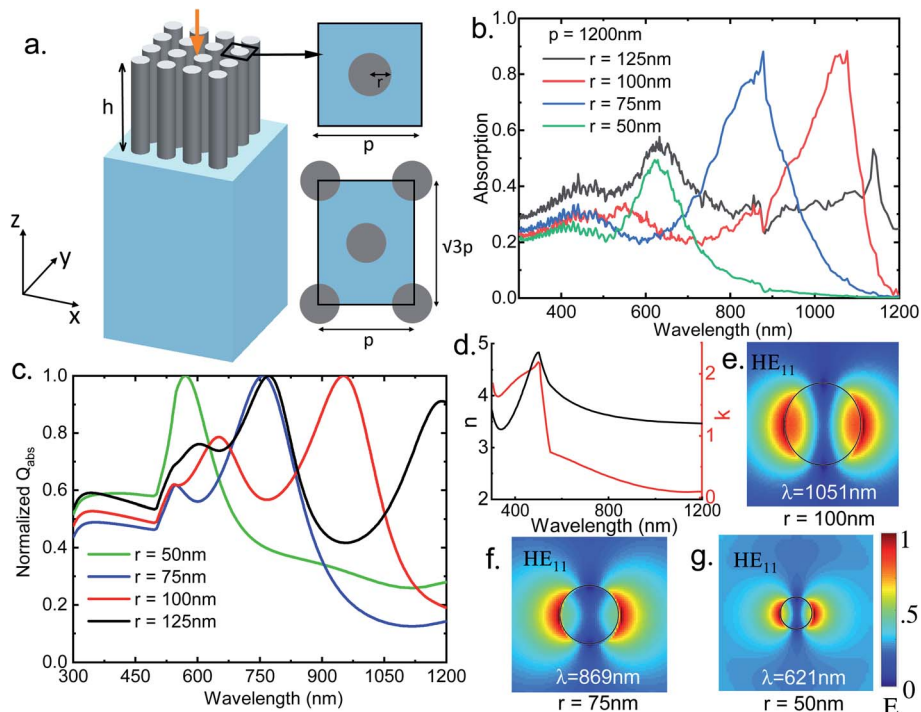 a.
h
z
y
x
r
p
√3p
p
b.
p = 1200nm
r = 125nm
r = 100nm
r = 75nm
r = 50nm
Absorption
1.0
0.8
0.6
0.4
0.2
0.0
400 600 800 1000 1200
Wavelength (nm)
c.
Normalized Qabs
1.0
0.8
0.6
0.4
0.2
0.0
r = 50nm
r = 75nm
r = 100nm
r = 125nm
300 450 600 750 900 1050 1200
Wavelength (nm)
d.
n
5
4
3
2
k
2
1
0
400 800 1200
Wavelength (nm)
e.
HE11
λ=1051nm
r = 100nm
f.
HE11
λ=869nm
r = 75nm
g.
HE11
λ=621nm
r = 50nm
1
.5
0
E